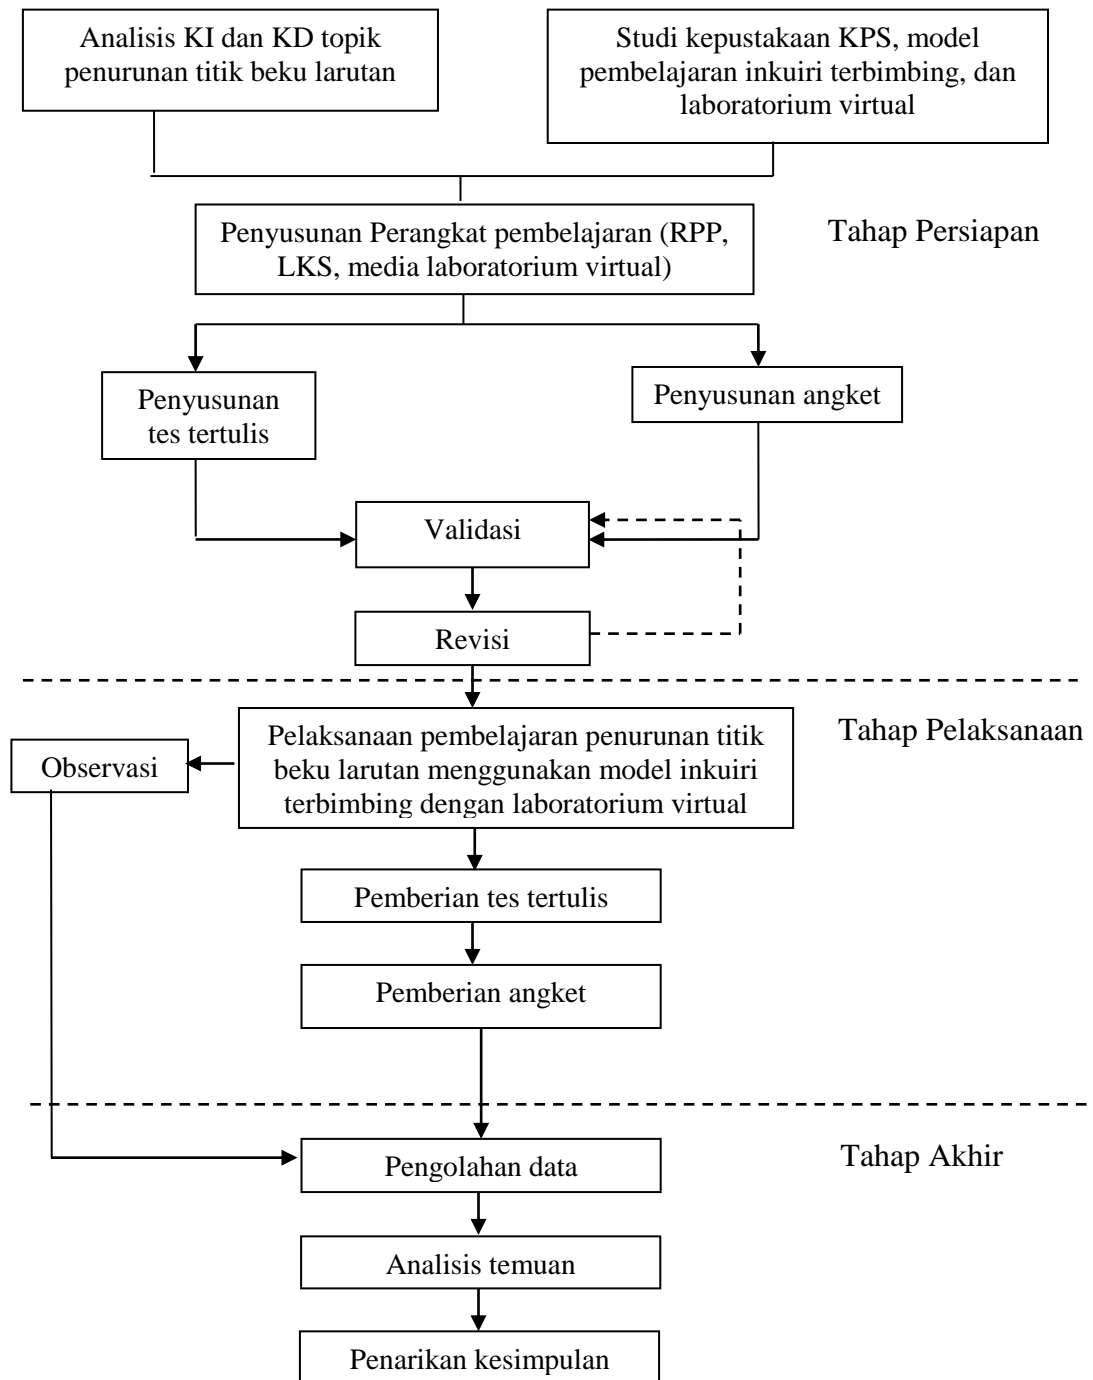 Analisis KI dan KD topik
penurunan titik beku larutan
Studi kepustakaan KPS, model
pembelajaran inkuiri terbimbing, dan
laboratorium virtual
Penyusunan Perangkat pembelajaran (RPP,
LKS, media laboratorium virtual)
Tahap Persiapan
Penyusunan
tes tertulis
Penyusunan angket
Validasi
Revisi
Tahap Pelaksanaan
Pelaksanaan pembelajaran penurunan titik
beku larutan menggunakan model inkuiri
terbimbing dengan laboratorium virtual
Observasi
Pemberian tes tertulis
Pemberian angket
Pengolahan data
Tahap Akhir
Analisis temuan
Penarikan kesimpulan